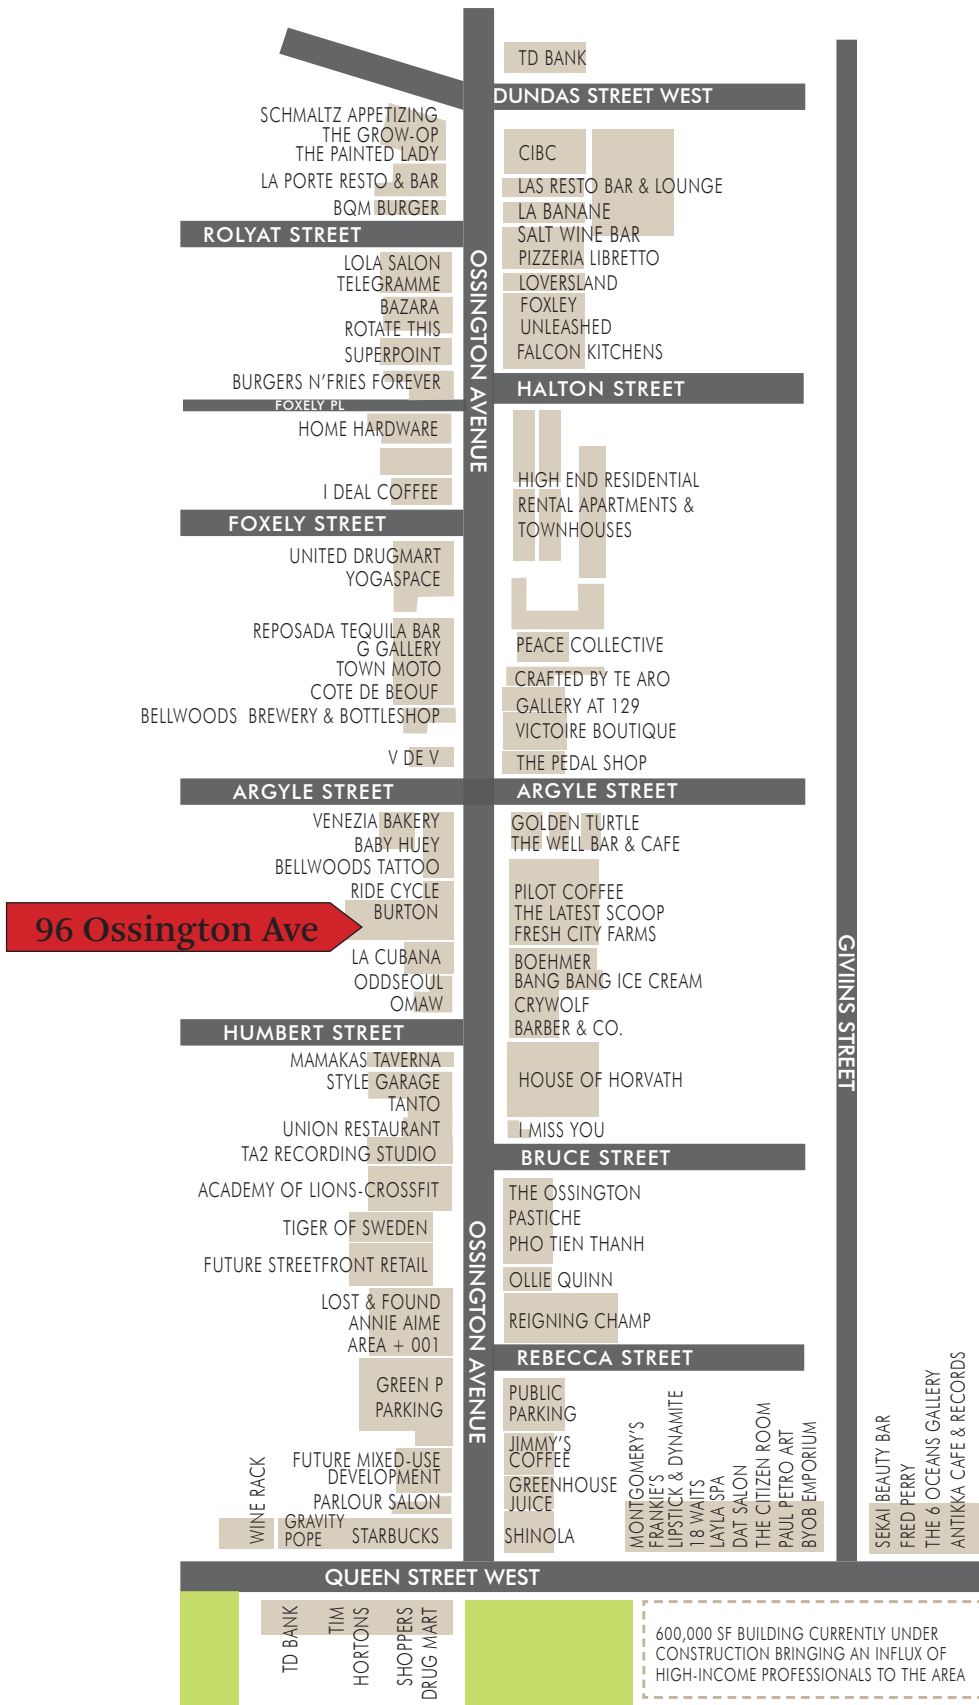 TD BANK
DUNDAS STREET WEST
SCHMALTZ APPETIZING
THE GROW-OP
THE PAINTED LADY
LA PORTE RESTO & BAR
BQM BURGER
ROLYAT STREET
LOLA SALON
TELEGRAMME
BAZARA
ROTATE THIS
SUPERPOINT
BURGERS N'FRIES FOREVER
FOXELY PL
HOME HARDWARE
I DEAL COFFEE
FOXELY STREET
UNITED DRUGMART
YOGASPACE
REPOSADA TEQUILA BAR
G GALLERY
TOWN MOTO
COTE DE BEOUF
BELLWOODS BREWERY & BOTTLESHOP
V DE V
ARGYLE STREET
VENEZIA BAKERY
BABY HUEY
BELLWOODS TATTOO
RIDE CYCLE
BURTON
96 Ossington Ave
LA CUBANA
ODDSEOUL
OMAW
HUMBERT STREET
MAMAKAS TAVERNA
STYLE GARAGE
TANTO
UNION RESTAURANT
TA2 RECORDING STUDIO
ACADEMY OF LIONS-CROSSFIT
TIGER OF SWEDEN
FUTURE STREETFRONT RETAIL
LOST & FOUND
ANNIE AIME
AREA + 001
GREEN P
PARKING
FUTURE MIXED-USE
DEVELOPMENT
PARLOUR SALON
WINE RACK
GRAVITY
POPE
STARBUCKS
OSSINGTON AVENUE
OSSINGTON AVENUE
CIBC
LAS RESTO BAR & LOUNGE
LA BANANE
SALT WINE BAR
PIZZERIA LIBRETTO
LOVERSLAND
FOXLEY
UNLEASHED
FALCON KITCHENS
HALTON STREET
HIGH END RESIDENTIAL
RENTAL APARTMENTS &
TOWNHOUSES
PEACE COLLECTIVE
CRAFTED BY TE ARO
GALLERY AT 129
VICTOIRE BOUTIQUE
THE PEDAL SHOP
ARGYLE STREET
GOLDEN TURTLE
THE WELL BAR & CAFE
PILOT COFFEE
THE LATEST SCOOP
FRESH CITY FARMS
BOEHMER
BANG BANG ICE CREAM
CRYWOLF
BARBER & CO.
HOUSE OF HORVATH
I MISS YOU
BRUCE STREET
THE OSSINGTON
PASTICHE
PHO TIEN THANH
OLLIE QUINN
REIGNING CHAMP
REBECCA STREET
PUBLIC
PARKING
JIMMY'S
COFFEE
GREENHOUSE
JUICE
SHINOLA
MONTGOMERY'S
FRANKIE'S
LIPSTICK & DYNAMITE
18 WAITS
LAYLA SPA
DAT SALON
THE CITIZEN ROOM
PAUL PETRO ART
BYOB EMPORIUM
GIVIINS STREET
SEKAI BEAUTY BAR
FRED PERRY
THE 6 OCEANS GALLERY
ANTIKKA CAFE & RECORDS
QUEEN STREET WEST
TD BANK
TIM
HORTONS
SHOPPERS
DRUG MART
600,000 SF BUILDING CURRENTLY UNDER
CONSTRUCTION BRINGING AN INFLUX OF
HIGH-INCOME PROFESSIONALS TO THE AREA